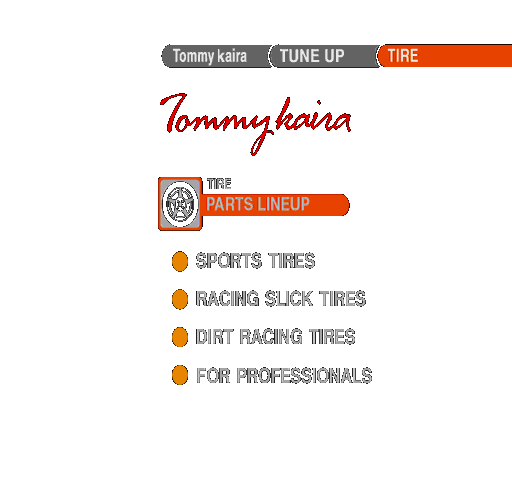 Tommy kaira TUNE UP TIRE
Tommykaira
TIRE
PARTS LINEUP
SPORTS TIRES
RACING SLICK TIRES
DIRT RACING TIRES
FOR PROFESSIONALS